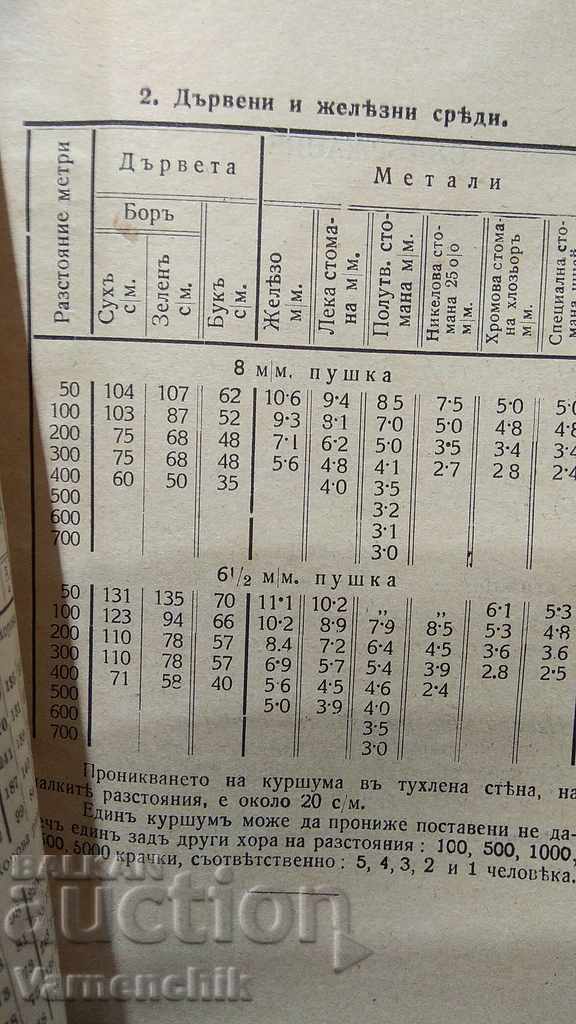 2. Дървени и желѣзни срѣди.
Разстояние метри
Дървета
Метали
Боръ
Сухъ с/м.
Зеленъ с/м.
Букъ с/м.
Желѣзо м/м.
Лека стомана м/м.
Полутв. стомана м/м.
Никелова стомана 25 о/о м/м.
Хромова стомана хлозьоръ м/м.
Специлна сто-
8 м/м. пушка
50 104 107 62 10·6 9·4 8 5 7·5 5·0 5·0
100 103 87 52 9·3 8·1 7·0 5·0 4·8 4·8
200 75 68 48 7·1 6·2 5·0 3·5 3·4 3·4
300 75 68 48 5·6 4·8 4·1 2·7 2 8 2·4
400 60 50 35 4·0 3·5
500 3·2
600 3·1
700 3·0
6½ м/м. пушка
50 131 135 70 11·1 10·2 „ „ 6·1 5·3
100 123 94 66 10·2 8·9 7·9 8·5 5·3 4·8
200 110 78 57 8.4 7·2 6·4 4·5 3·6 3.6
300 110 78 57 6·9 5·7 5·4 3·9 2.8 2·5
400 71 58 40 5·6 4·5 4·6 2·4
500 5·0 3·9 4·0
600 3·5
700 3·0
Проникването на куршума въ тухлена стѣна, на
малкитѣ разстояния, е около 20 с/м.
Единъ куршумъ може да прониже поставени не да-
ечъ единъ задъ други хора на разстояния: 100, 500, 1000,
500, 5000 крачки, съответственно: 5, 4, 3, 2 и 1 человѣка.
BALKAN
auction
Vamenchik